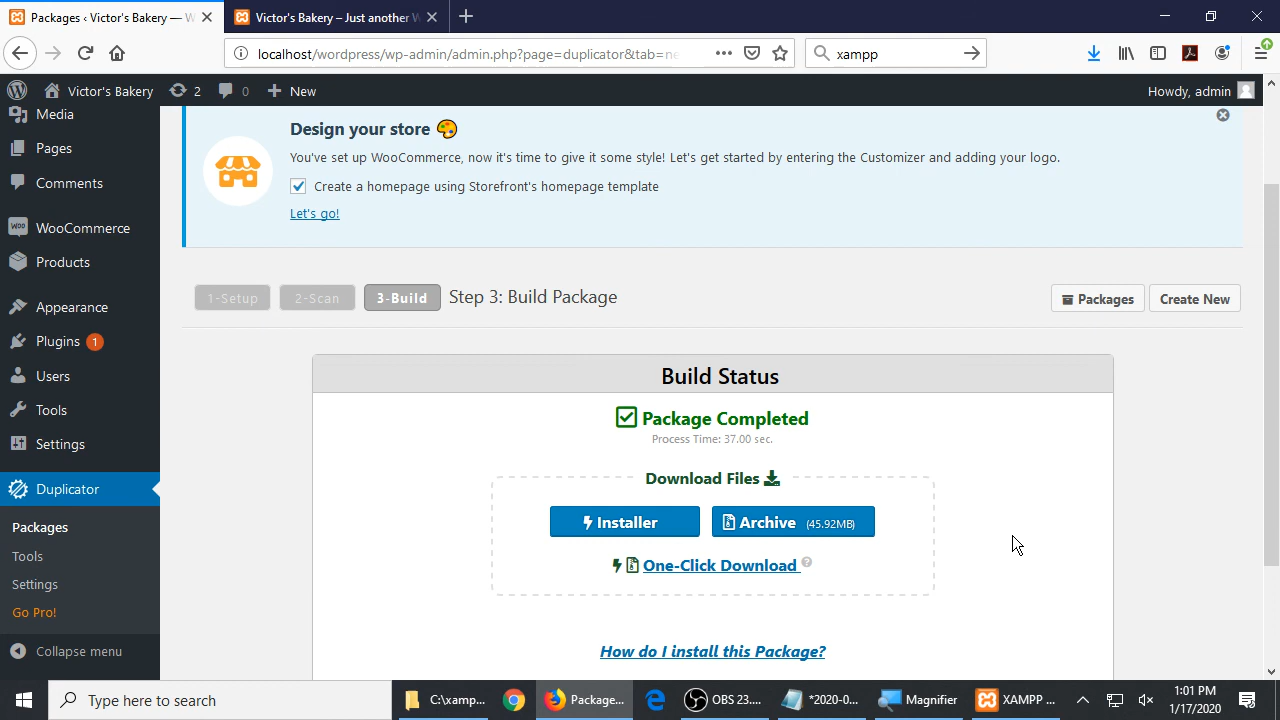 Packages ‹ Victor's Bakery — W
Victor's Bakery – Just another W
localhost/wordpress/wp-admin/admin.php?page=duplicator&tab=ne
xampp
Victor's Bakery
2
0
New
Howdy, admin
Media
Pages
Comments
WooCommerce
Products
Appearance
Plugins 1
Users
Tools
Settings
Duplicator
Packages
Tools
Settings
Go Pro!
Collapse menu
Design your store
You've set up WooCommerce, now it's time to give it some style! Let's get started by entering the Customizer and adding your logo.
Create a homepage using Storefront's homepage template
Let's go!
1-Setup 2-Scan 3-Build Step 3: Build Package
Packages Create New
Build Status
Package Completed
Process Time: 37.00 sec.
Download Files
Installer Archive (45.92MB)
One-Click Download ?
How do I install this Package?
Type here to search
C:\xamp...
Package...
OBS 23....
*2020-0...
Magnifier
XAMPP ...
1:01 PM
1/17/2020